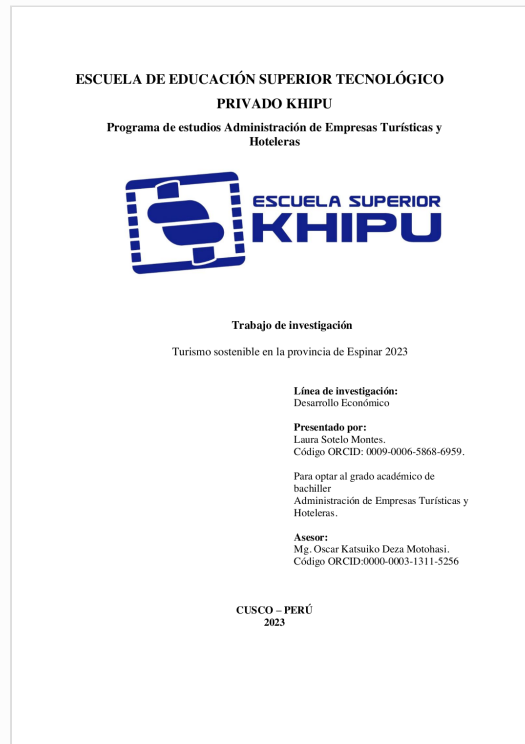 ESCUELA DE EDUCACIÓN SUPERIOR TECNOLÓGICO
PRIVADO KHIPU
Programa de estudios Administración de Empresas Turísticas y
Hoteleras
ESCUELA SUPERIOR
KHIPU
Trabajo de investigación
Turismo sostenible en la provincia de Espinar 2023
Línea de investigación:
Desarrollo Económico
Presentado por:
Laura Sotelo Montes.
Código ORCID: 0009-0006-5868-6959.
Para optar al grado académico de
bachiller
Administración de Empresas Turísticas y
Hoteleras.
Asesor:
Mg. Oscar Katsuiko Deza Motohasi.
Código ORCID:0000-0003-1311-5256
CUSCO – PERÚ
2023